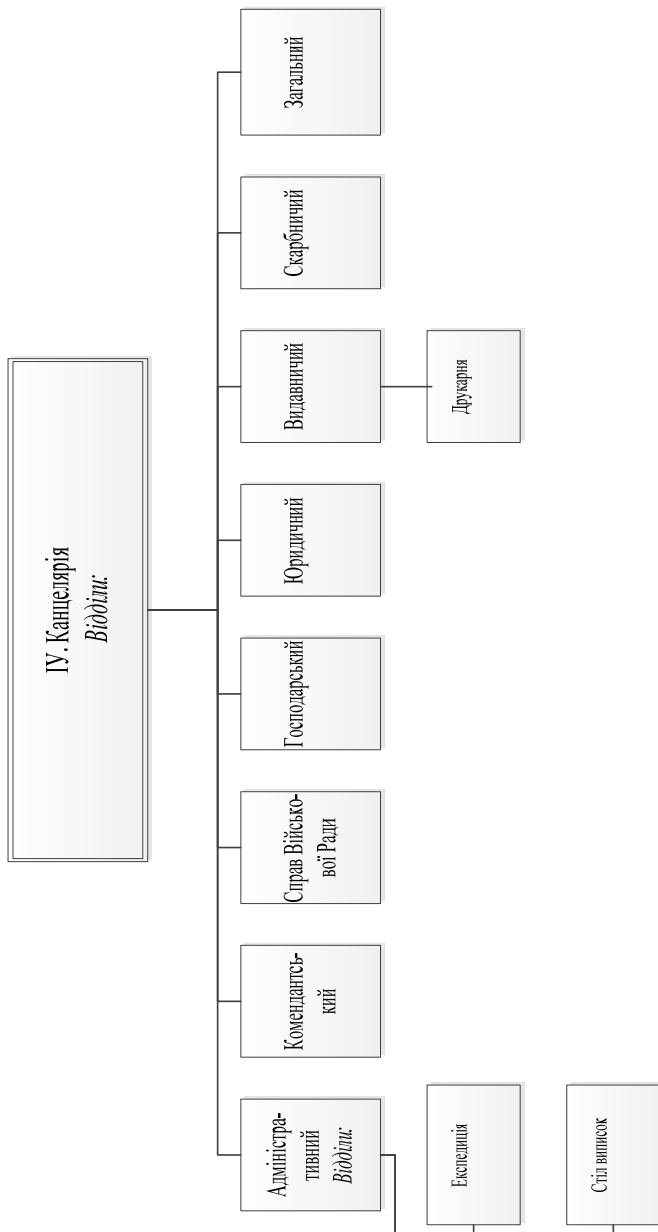 ІУ. Канцелярія
Відділи:
Адміністра-
тивний
Відділи:
Комендантсь-
кий
Справ Військо-
вої Ради
Господарський
Юридичний
Видавничий
Скарбничий
Загальний
Експедиція
Стіл виписок
Друкарня